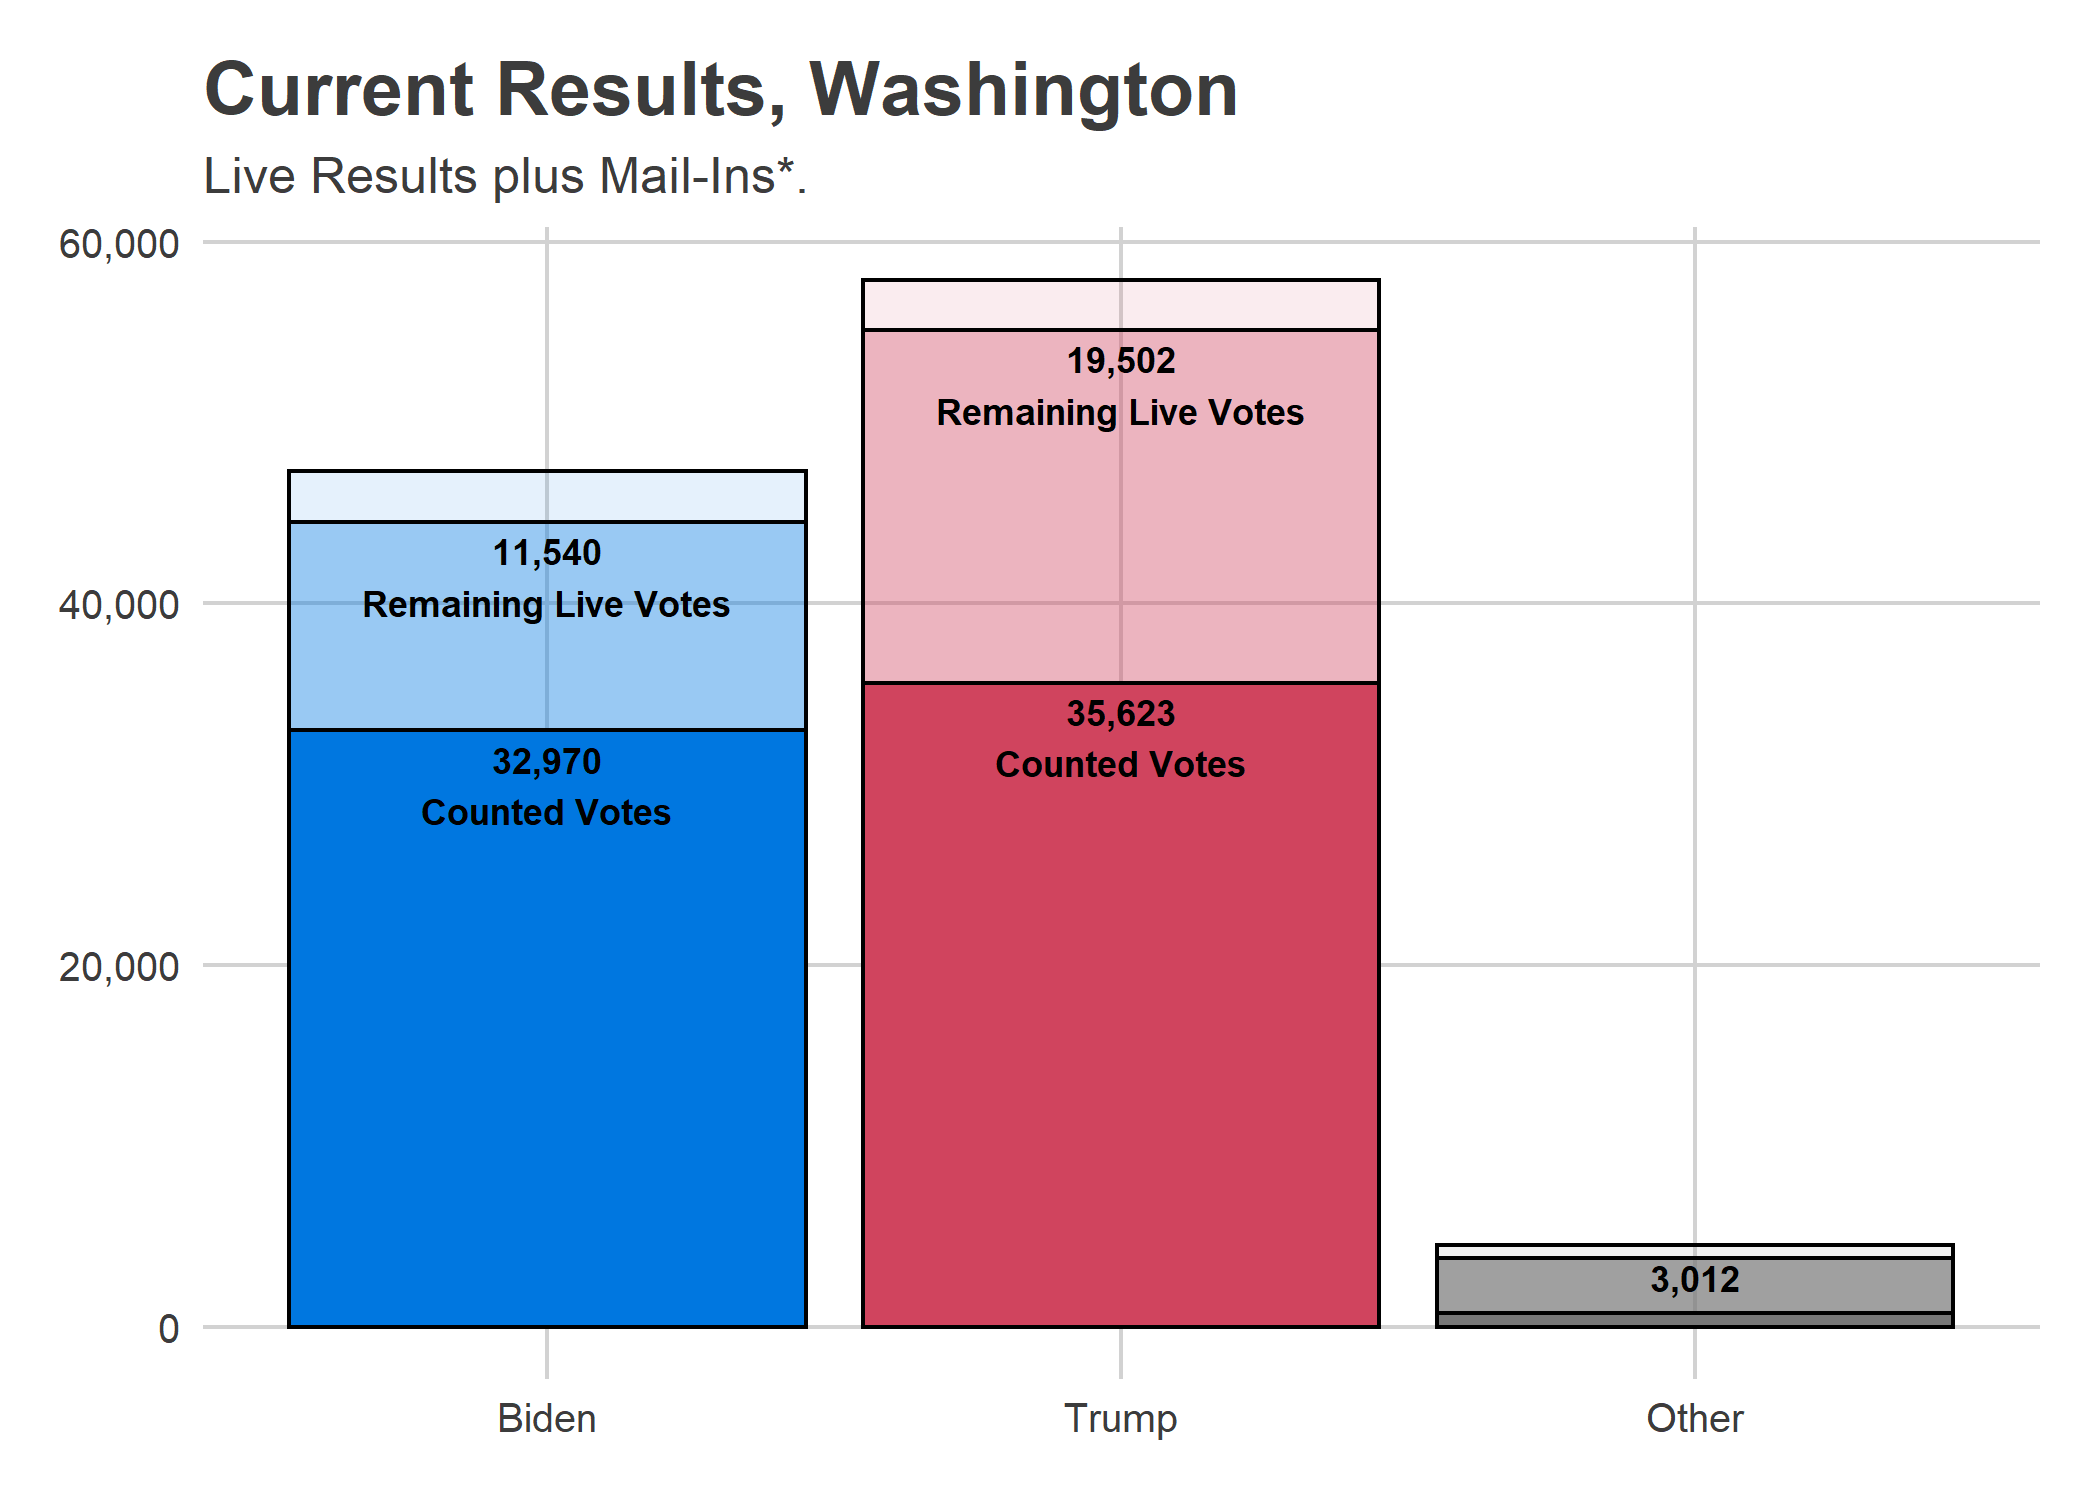 Current Results, Washington
Live Results plus Mail-Ins*.
60,000
40,000
20,000
0
11,540
Remaining Live Votes
32,970
Counted Votes
19,502
Remaining Live Votes
35,623
Counted Votes
3,012
Biden
Trump
Other